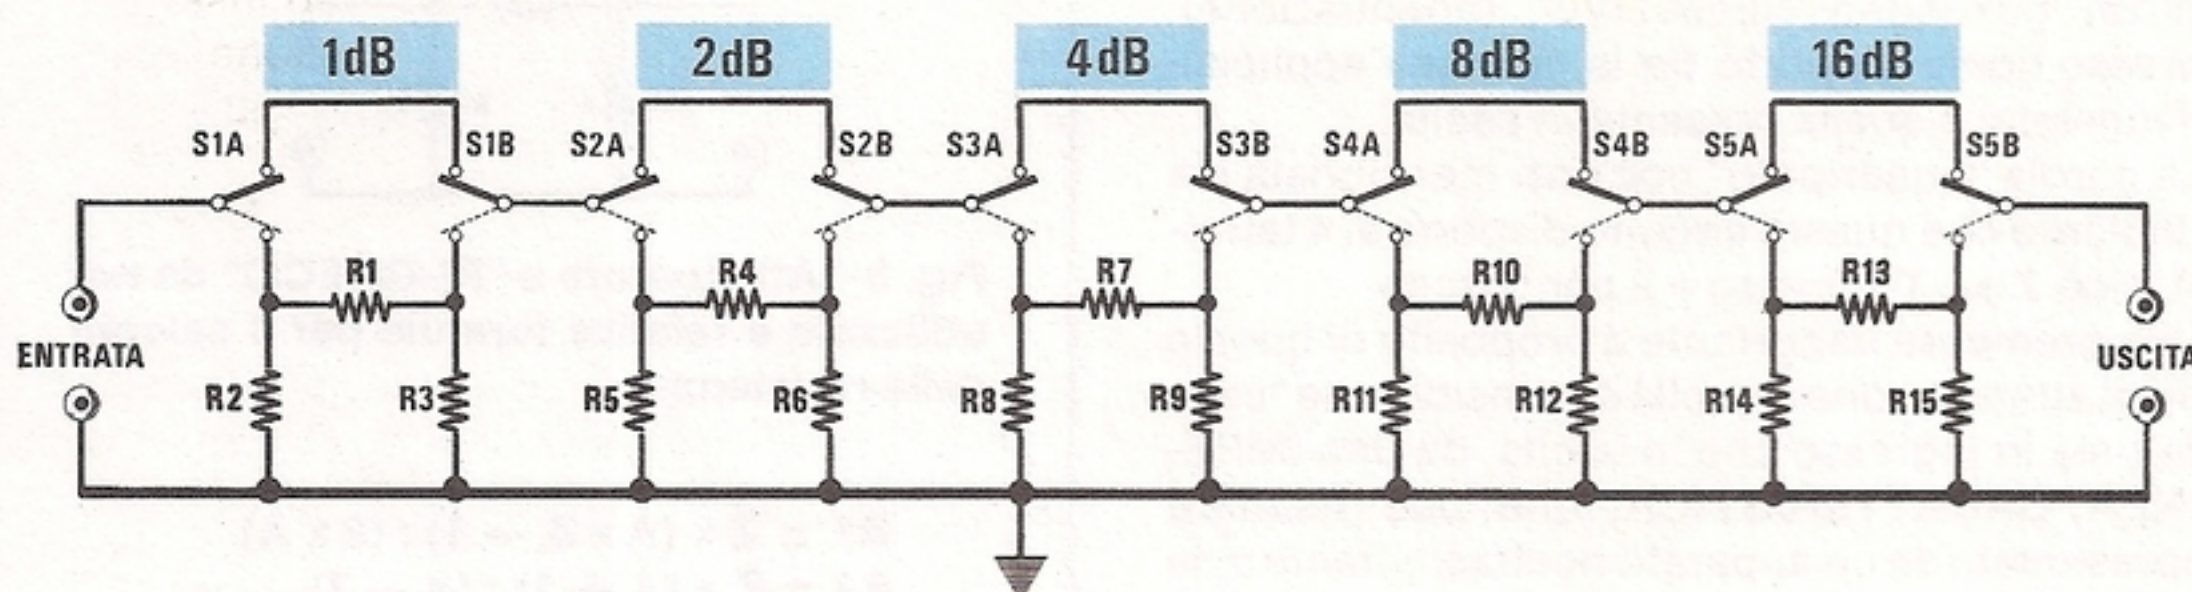 1dB 2dB 4dB 8dB 16dB
S1A S1B S2A S2B S3A S3B S4A S4B S5A S5B
R1 R4 R7 R10 R13
ENTRATA USCITA
R2 R3 R5 R6 R8 R9 R11 R12 R14 R15